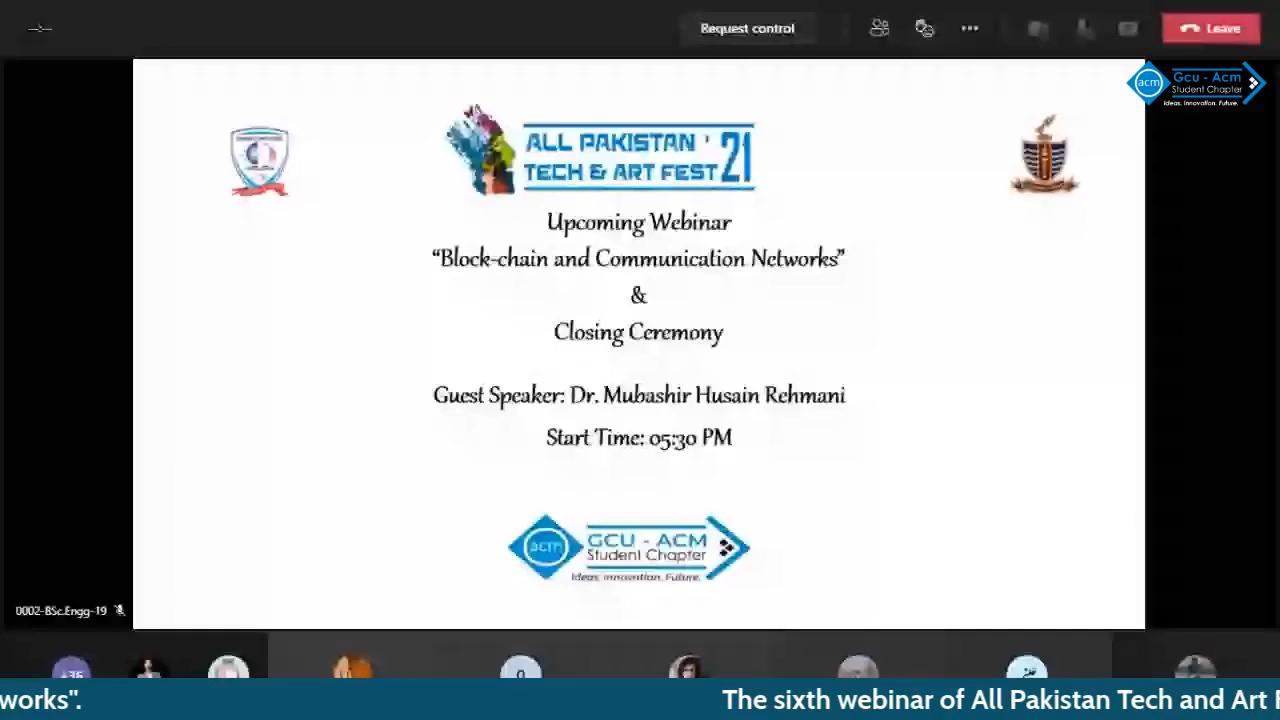 Request control
Leave
acm
Gcu - Acm
Student Chapter
Ideas. Innovation. Future.
ALL PAKISTAN '
TECH & ART FEST 21
Upcoming Webinar
“Block-chain and Communication Networks”
&
Closing Ceremony
Guest Speaker: Dr. Mubashir Husain Rehmani
Start Time: 05:30 PM
acm
GCU - ACM
Student Chapter
Ideas. Innovation. Future.
0002-BSc.Engg-19
+36
works".
The sixth webinar of All Pakistan Tech and Art